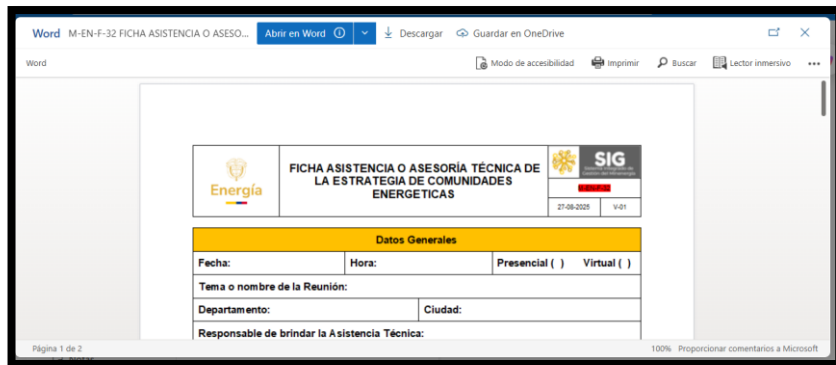 Word M-EN-F-32 FICHA ASISTENCIA O ASESO... Abrir en Word Descargar Guardar en OneDrive
Word Modo de accesibilidad Imprimir Buscar Lector inmersivo
Energía
FICHA ASISTENCIA O ASESORÍA TÉCNICA DE
LA ESTRATEGIA DE COMUNIDADES
ENERGETICAS
SIG
M-EN-F-32
27-08-2025 V-01
Datos Generales
Fecha: Hora: Presencial ( ) Virtual ( )
Tema o nombre de la Reunión:
Departamento: Ciudad:
Responsable de brindar la Asistencia Técnica:
Página 1 de 2 100% Proporcionar comentarios a Microsoft